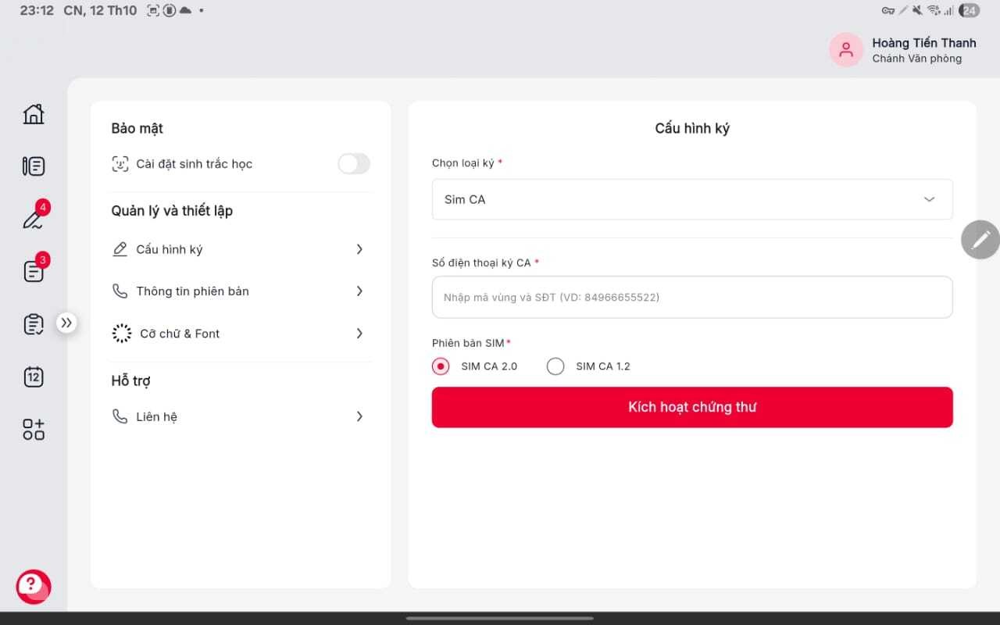 23:12 CN, 12 Th10
24
Hoàng Tiến Thanh
Chánh Văn phòng
4
3
12
Bảo mật
Cài đặt sinh trắc học
Quản lý và thiết lập
Cấu hình ký
Thông tin phiên bản
Cỡ chữ & Font
Hỗ trợ
Liên hệ
Cấu hình ký
Chọn loại ký *
Sim CA
Số điện thoại ký CA *
Nhập mã vùng và SĐT (VD: 84966655522)
Phiên bản SIM*
SIM CA 2.0 SIM CA 1.2
Kích hoạt chứng thư
?